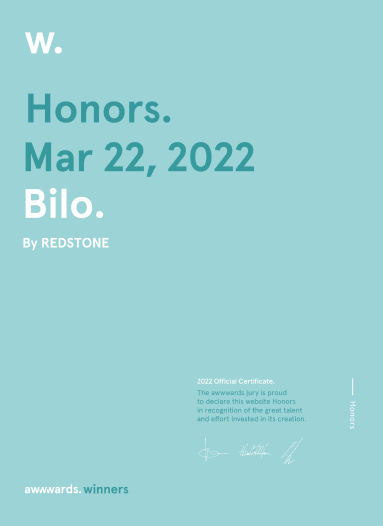 w.
Honors.
Mar 22, 2022
Bilo.
By REDSTONE
2022 Official Certificate.
The awwwards jury is proud
to declare this website Honors
in recognition of the great talent
and effort invested in its creation.
Honors
awwwards. winners